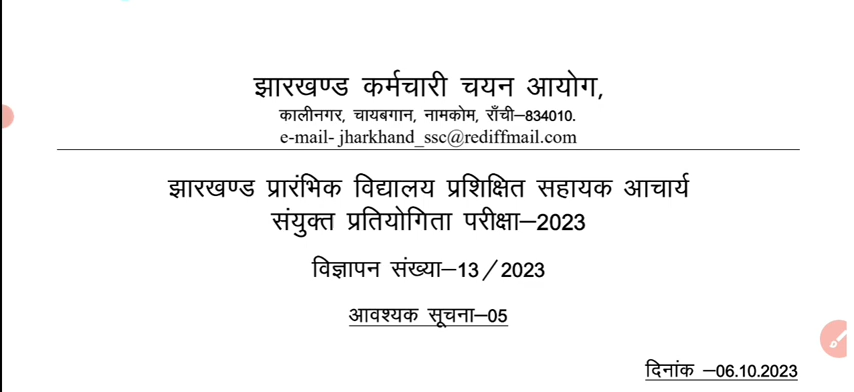 झारखण्ड कर्मचारी चयन आयोग,
कालीनगर, चायबगान, नामकोम, राँची–834010.
e-mail- jharkhand_ssc@rediffmail.com
झारखण्ड प्रारंभिक विद्यालय प्रशिक्षित सहायक आचार्य
संयुक्त प्रतियोगिता परीक्षा–2023
विज्ञापन संख्या–13/2023
आवश्यक सूचना–05
दिनांक –06.10.2023